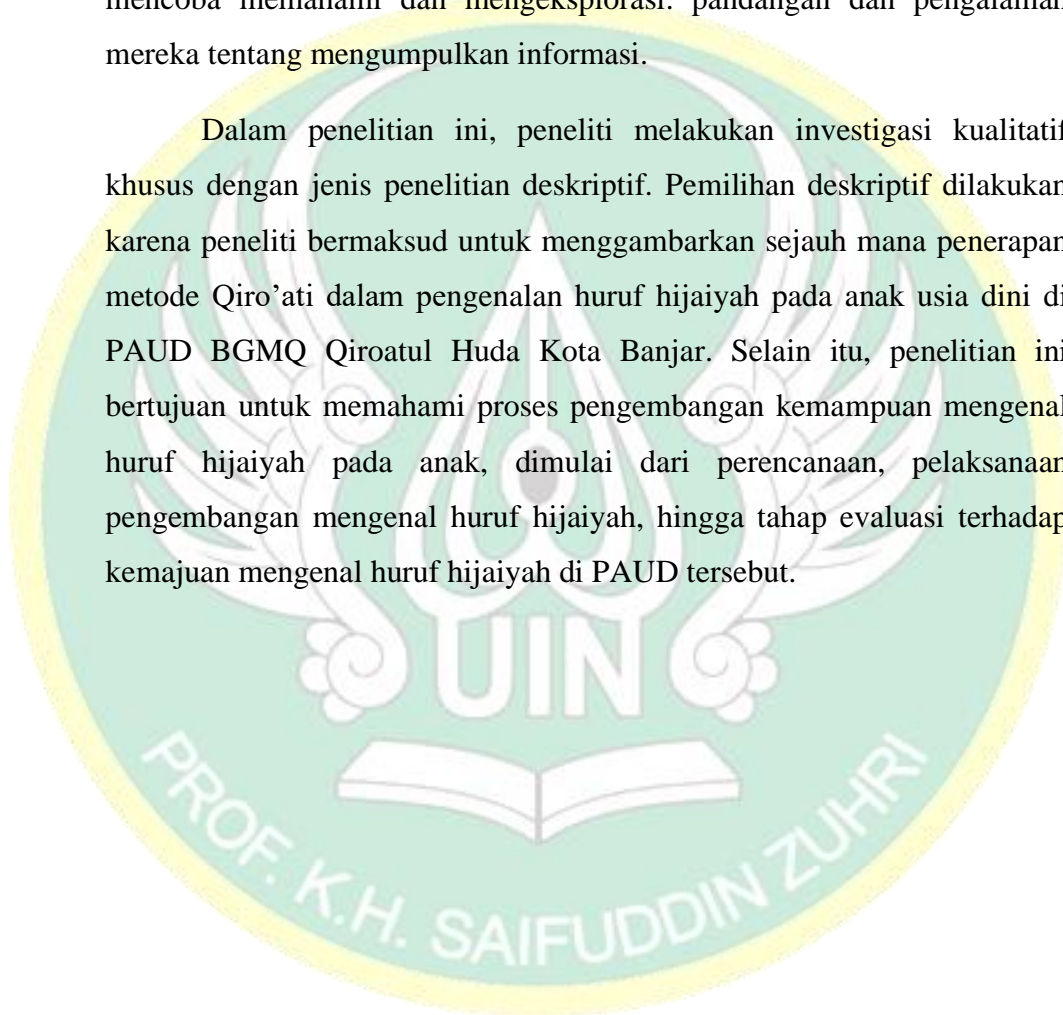 mencoba memahami dan mengeksplorasi. pandangan dan pengalaman
mereka tentang mengumpulkan informasi.
Dalam penelitian ini, peneliti melakukan investigasi kualitatif
khusus dengan jenis penelitian deskriptif. Pemilihan deskriptif dilakukan
karena peneliti bermaksud untuk menggambarkan sejauh mana penerapan
metode Qiro’ati dalam pengenalan huruf hijaiyah pada anak usia dini di
PAUD BGMQ Qiroatul Huda Kota Banjar. Selain itu, penelitian ini
bertujuan untuk memahami proses pengembangan kemampuan mengenal
huruf hijaiyah pada anak, dimulai dari perencanaan, pelaksanaan
pengembangan mengenal huruf hijaiyah, hingga tahap evaluasi terhadap
kemajuan mengenal huruf hijaiyah di PAUD tersebut.
UIN
PROF. K.H. SAIFUDDIN ZUHRI